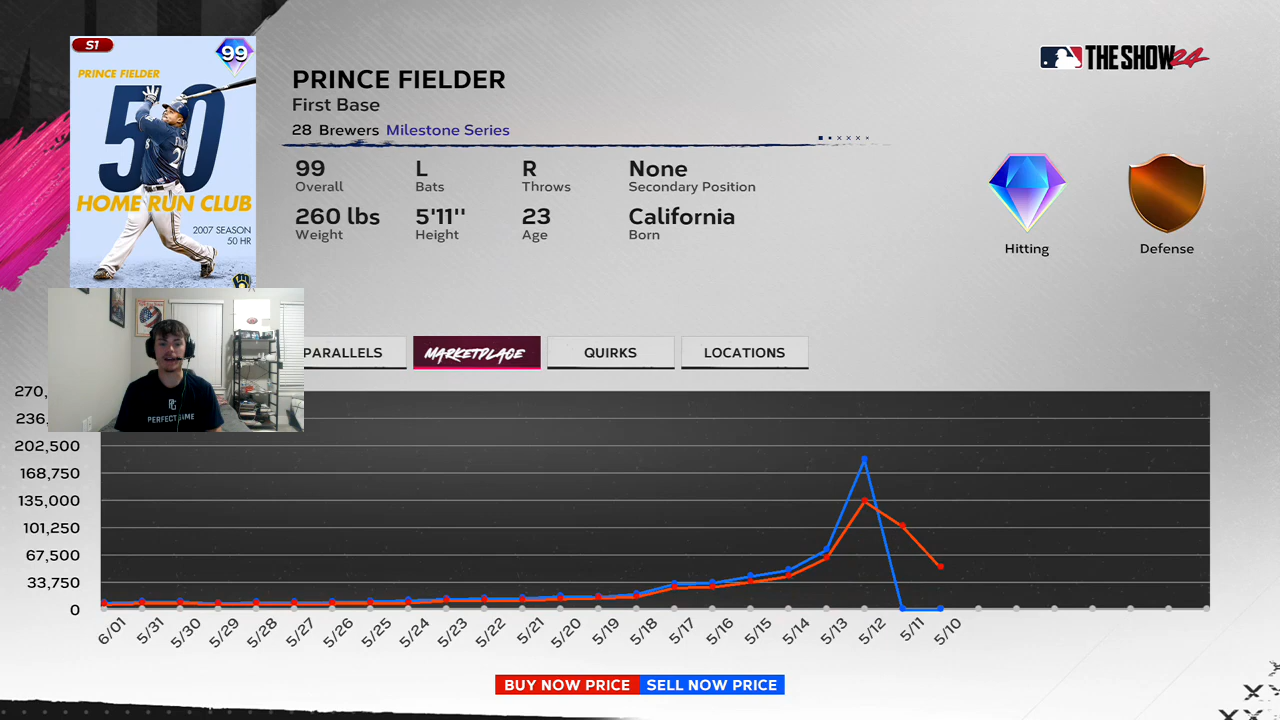 S1
99
PRINCE FIELDER
50
HOME RUN CLUB
2007 SEASON
50 HR
PRINCE FIELDER
First Base
28 Brewers Milestone Series
THE SHOW 24
99
Overall
L
Bats
R
Throws
None
Secondary Position
260 lbs
Weight
5'11''
Height
23
Age
California
Born
Hitting
Defense
PARALLELS
MARKETPLACE
QUIRKS
LOCATIONS
PERFECT GAME
270,
236,
202,500
168,750
135,000
101,250
67,500
33,750
0
6/01
5/31
5/30
5/29
5/28
5/27
5/26
5/25
5/24
5/23
5/22
5/21
5/20
5/19
5/18
5/17
5/16
5/15
5/14
5/13
5/12
5/11
5/10
BUY NOW PRICE
SELL NOW PRICE